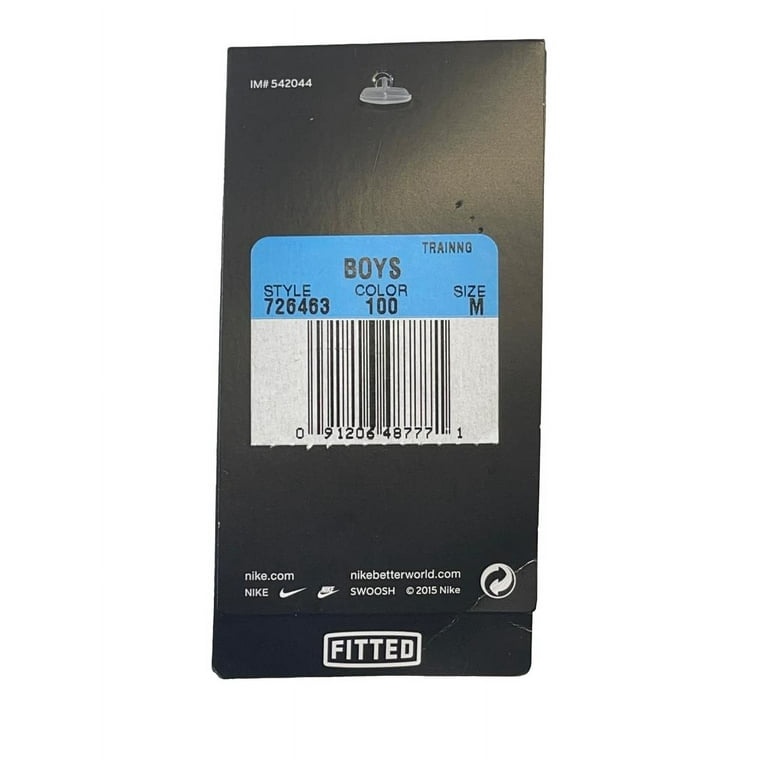 IM# 542044
TRAINNG
BOYS
STYLE COLOR SIZE
726463 100 M
0 91206 48777 1
nike.com nikebetterworld.com
NIKE SWOOSH © 2015 Nike
FITTED